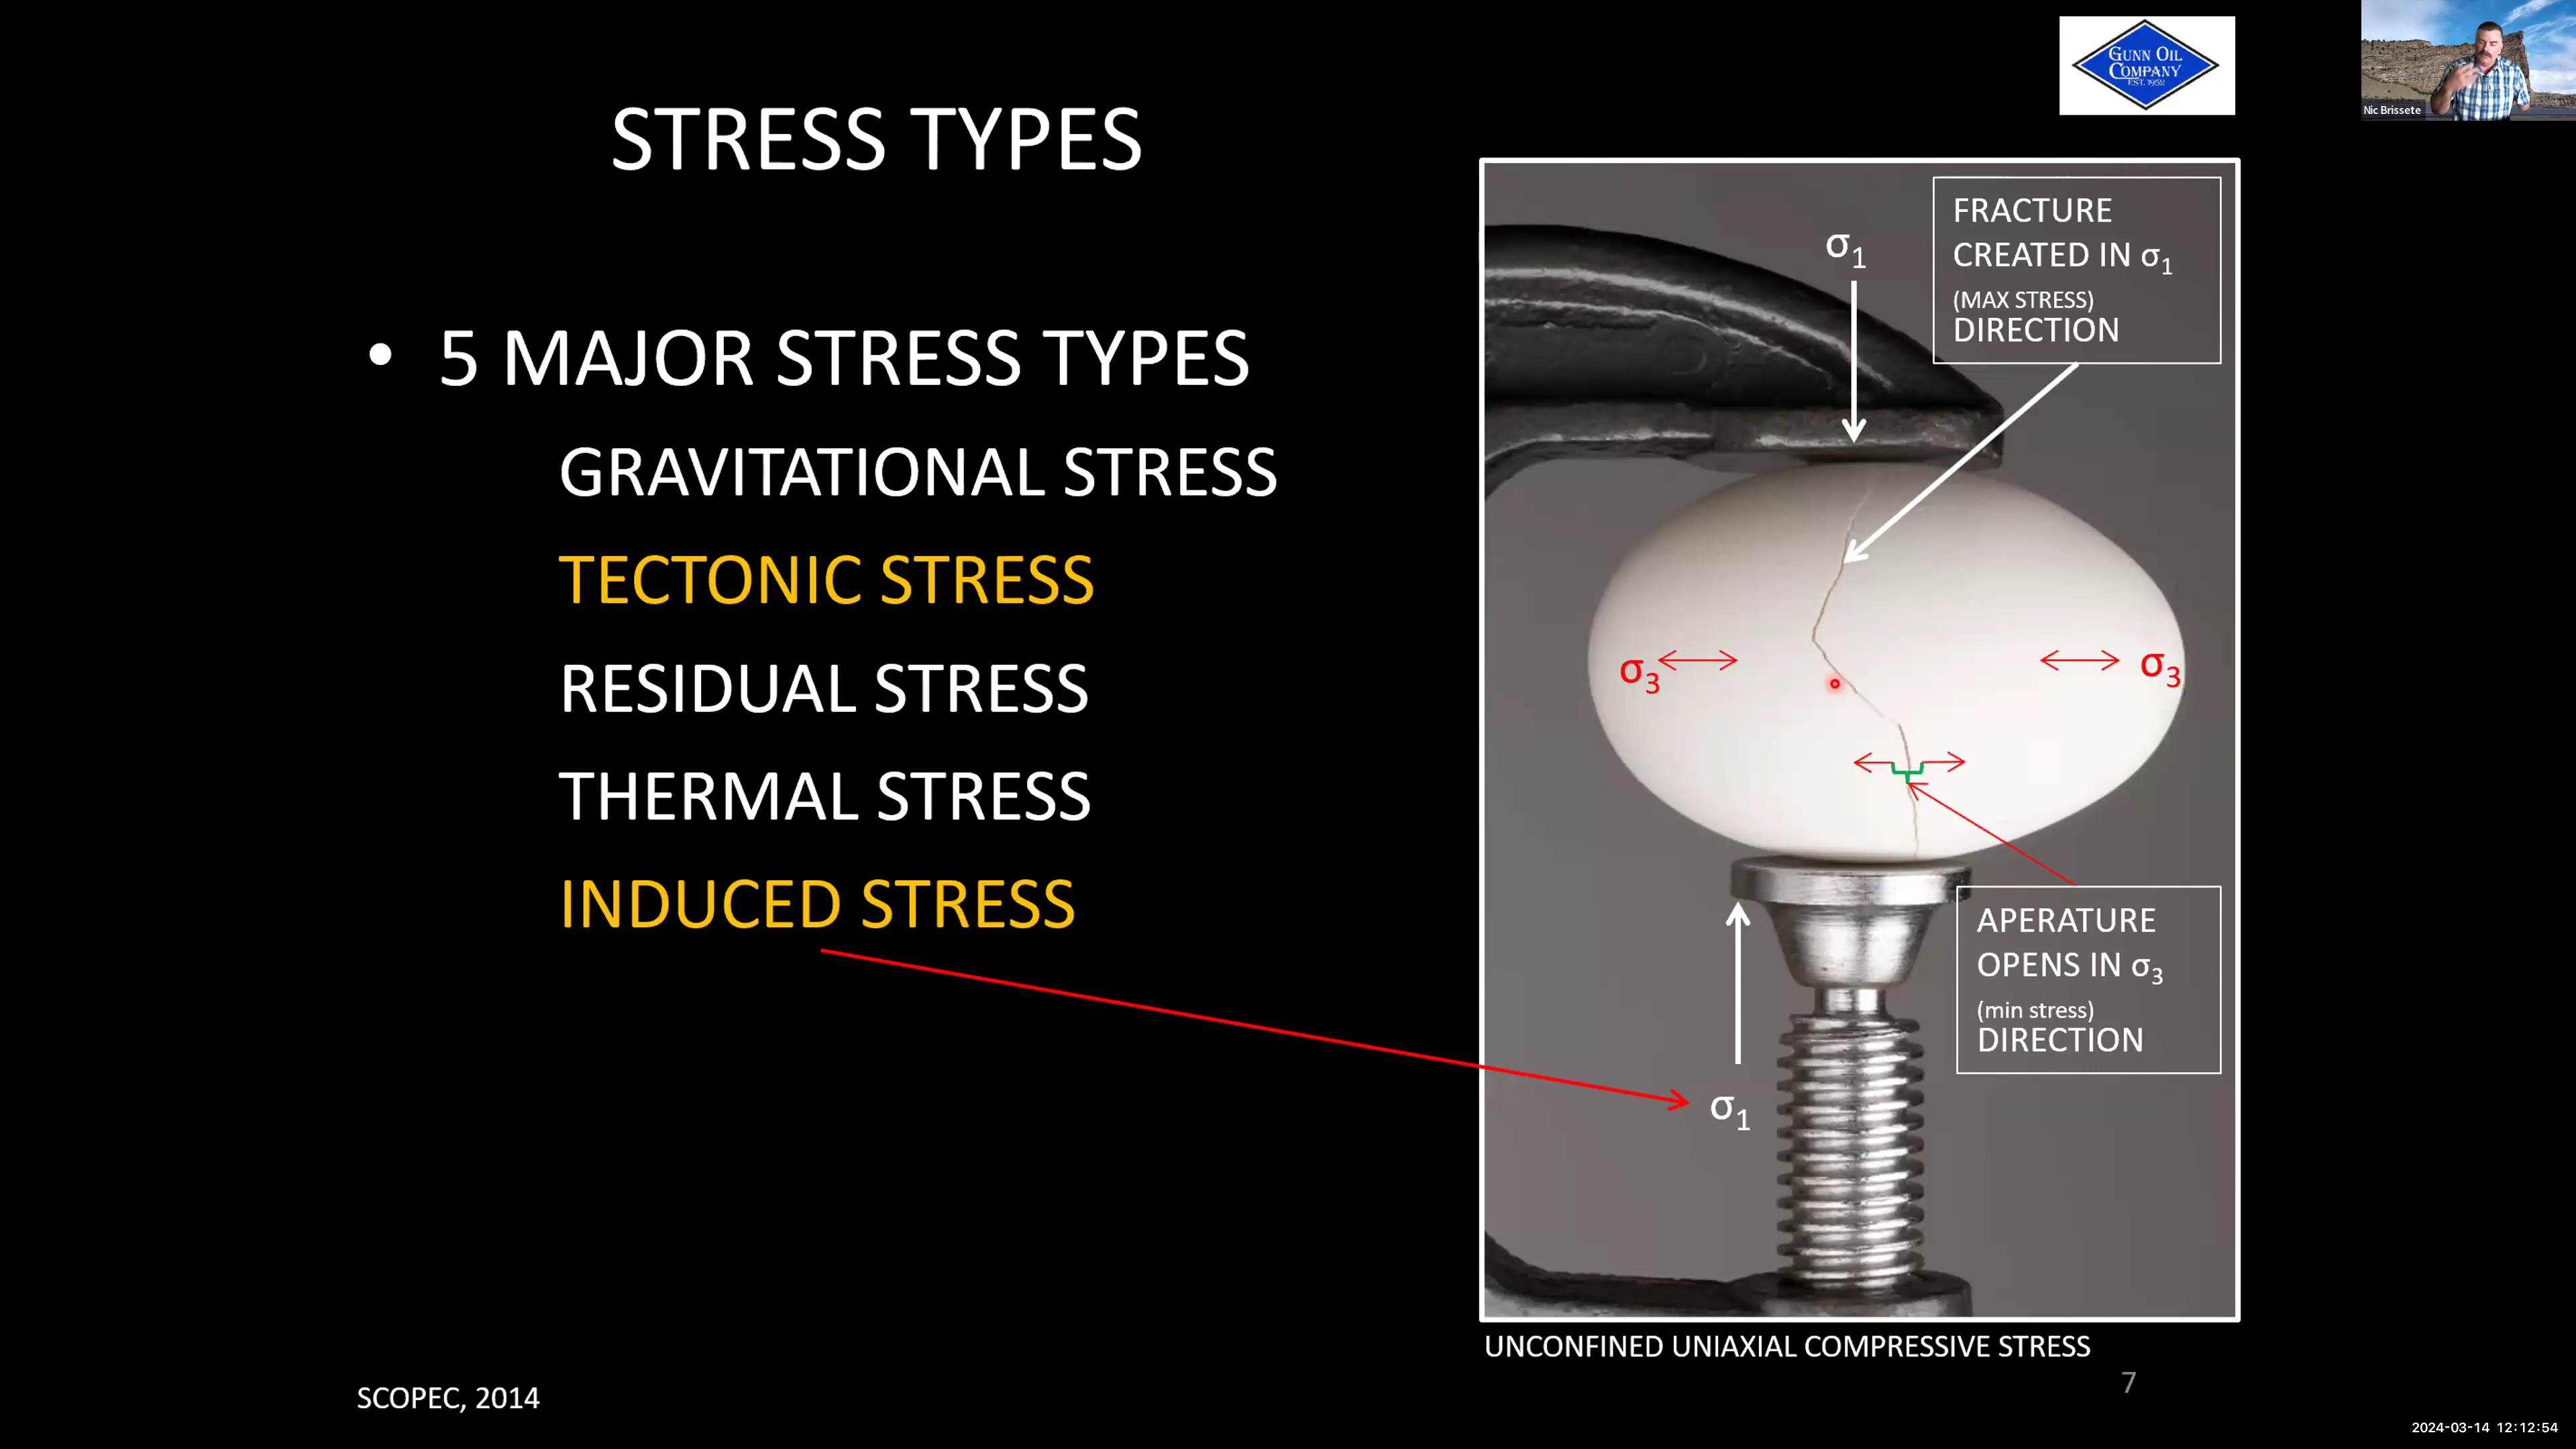 GUNN OIL
COMPANY
EST. 1952
Nic Brissete
STRESS TYPES
• 5 MAJOR STRESS TYPES
GRAVITATIONAL STRESS
TECTONIC STRESS
RESIDUAL STRESS
THERMAL STRESS
INDUCED STRESS
σ1
FRACTURE
CREATED IN σ1
(MAX STRESS)
DIRECTION
σ3
σ3
APERATURE
OPENS IN σ3
(min stress)
DIRECTION
σ1
UNCONFINED UNIAXIAL COMPRESSIVE STRESS
7
SCOPEC, 2014
2024-03-14 12:12:54